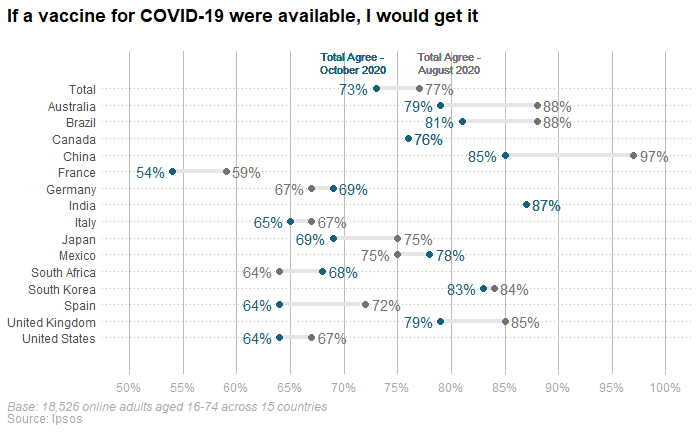 If a vaccine for COVID-19 were available, I would get it
Total Agree - Total Agree -
October 2020 August 2020
Total 73% 77%
Australia 79% 88%
Brazil 81% 88%
Canada 76%
China 85% 97%
France 54% 59%
Germany 67% 69%
India 87%
Italy 65% 67%
Japan 69% 75%
Mexico 75% 78%
South Africa 64% 68%
South Korea 83% 84%
Spain 64% 72%
United Kingdom 79% 85%
United States 64% 67%
50% 55% 60% 65% 70% 75% 80% 85% 90% 95% 100%
Base: 18,526 online adults aged 16-74 across 15 countries
Source: Ipsos